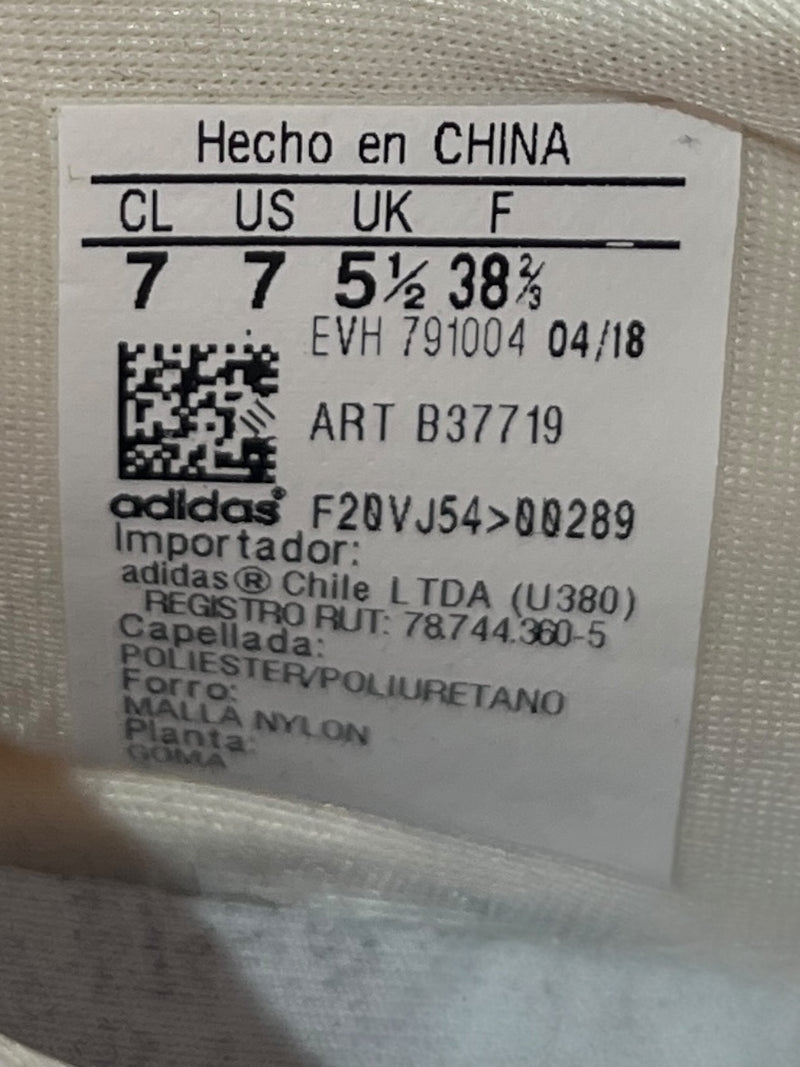 Hecho en CHINA
CL US UK F
7 7 5½ 38⅔
EVH 791004 04/18
ART B37719
adidas® F20VJ54>00289
Importador:
adidas® Chile LTDA (U380)
REGISTRO RUT: 78.744.360-5
Capellada:
POLIESTER/POLIURETANO
Forro:
MALLA NYLON
Planta:
GOMA